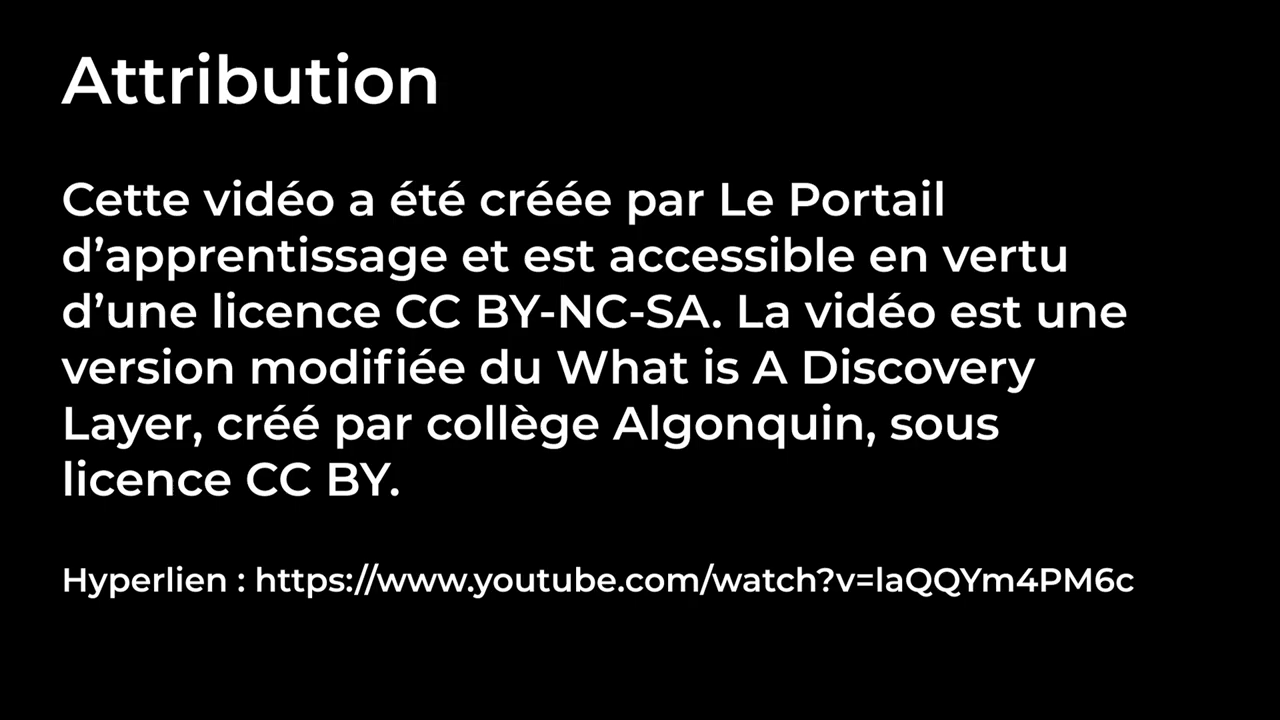 Attribution
Cette vidéo a été créée par Le Portail
d’apprentissage et est accessible en vertu
d’une licence CC BY-NC-SA. La vidéo est une
version modifiée du What is A Discovery
Layer, créé par collège Algonquin, sous
licence CC BY.
Hyperlien : https://www.youtube.com/watch?v=laQQYm4PM6c